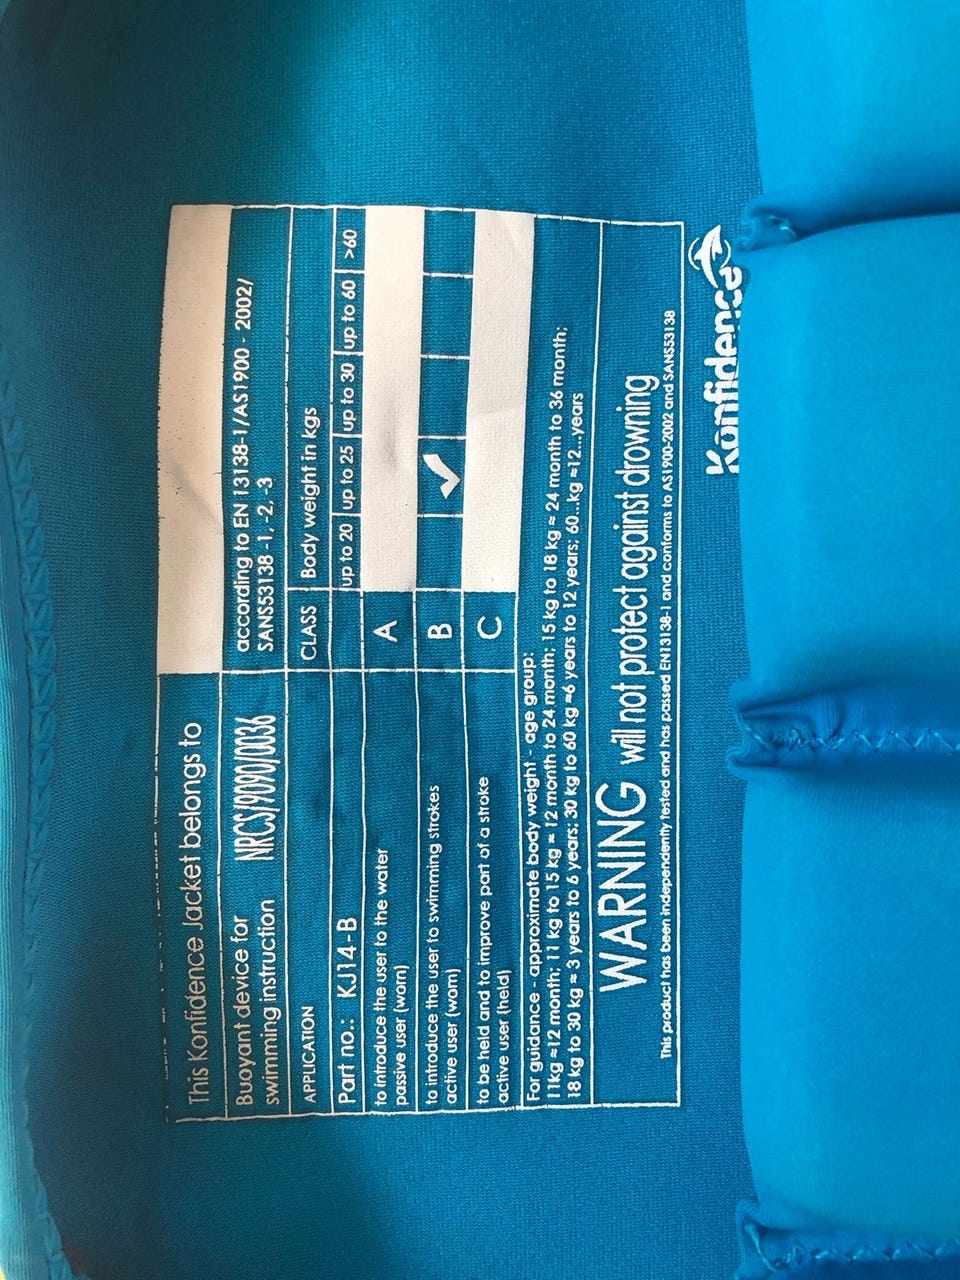 This Konfidence Jacket belongs to
Buoyant device for
swimming instruction NRCS/9090/0036
according to EN 13138-1/AS1900 - 2002/
SANS53138 -1, -2, -3
APPLICATION
CLASS
Body weight in kgs
Part no.: KJ14-B
up to 20 up to 25 up to 30 up to 60 >60
to introduce the user to the water
passive user (worn)
A
to introduce the user to swimming strokes
active user (worn)
B ✓
to be held and to improve part of a stroke
active user (held)
C
For guidance - approximate body weight - age group:
11kg ≈12 month; 11 kg to 15 kg ≈ 12 month to 24 month; 15 kg to 18 kg ≈ 24 month to 36 month;
18 kg to 30 kg ≈ 3 years to 6 years; 30 kg to 60 kg ≈6 years to 12 years; 60...kg ≈12...years
WARNING will not protect against drowning
This product has been independently tested and has passed EN13138-1 and conforms to AS1900-2002 and SANS53138
Konfidence